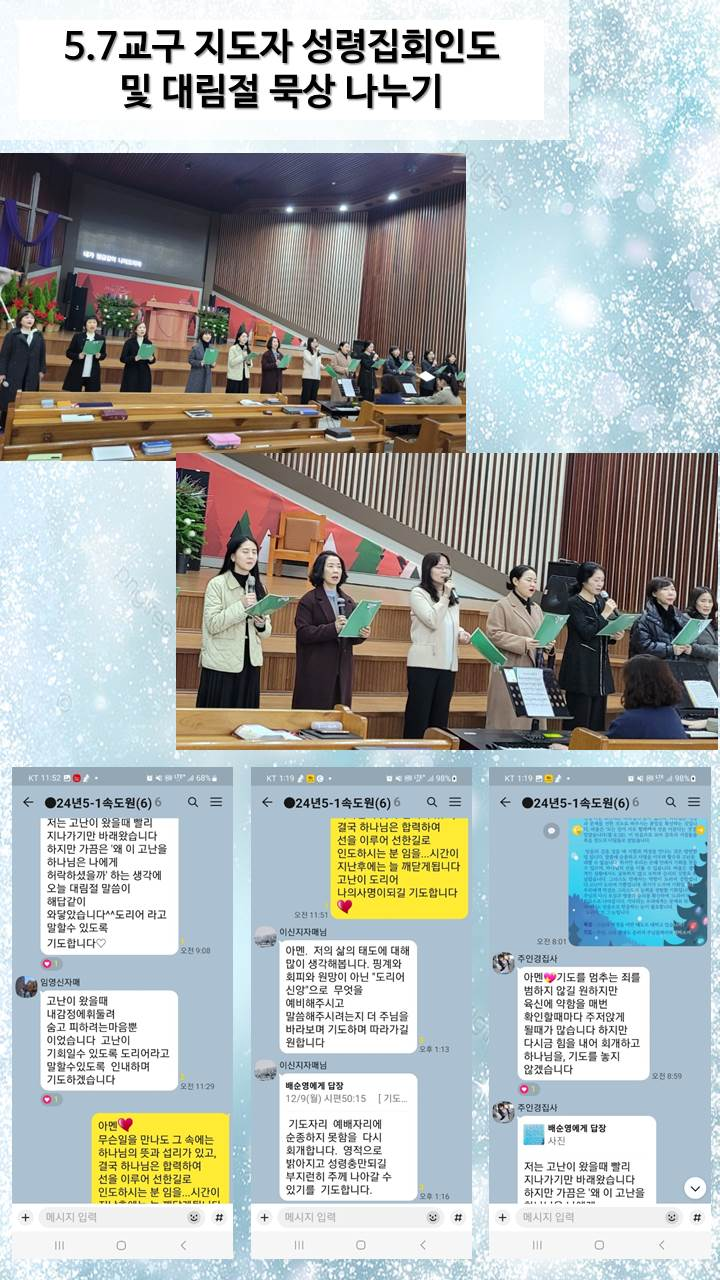 5.7교구 지도자 성령집회인도
및 대림절 묵상 나누기
KT 11:52
68%
●24년5-1속도원(6) 6
저는 고난이 왔을때 빨리
지나가기만 바래왔습니다
하지만 가끔은 '왜 이 고난을
하나님은 나에게
허락하셨을까' 하는 생각에
오늘 대림절 말씀이
해답같이
와닿았습니다^^도리어 라고
말할수 있도록
기도합니다♡
오전 9:08
1
임영신자매
고난이 왔을때
내감정에휘둘려
숨고 피하려는마음뿐
이었습니다 고난이
기회일수 있도록 도리어라고
말할수있도록 인내하며
기도하겠습니다
오전 11:29
1
아멘
무슨일을 만나도 그 속에는
하나님의 뜻과 섭리가 있고,
결국 하나님은 합력하여
선을 이루어 선한길로
인도하시는 분 임을...시간이
지난후에는 늘 깨닫게됩니다
메시지 입력
#
KT 1:19
98%
●24년5-1속도원(6) 6
결국 하나님은 합력하여
선을 이루어 선한길로
인도하시는 분 임을...시간이
지난후에는 늘 깨닫게됩니다
고난이 도리어
나의사명이되길 기도합니다
오전 11:51
이신지자매님
아멘. 저의 삶의 태도에 대해
많이 생각해봅니다. 핑계와
회피와 원망이 아닌 "도리어
신앙"으로 무엇을
예비해주시고
말씀해주시려는지 더 주님을
바라보며 기도하며 따라가길
원합니다
오후 1:13
이신지자매님
배순영에게 답장
12/9(월) 시편50:15 [ 기도...
기도자리 예배자리에
순종하지 못함을 다시
회개합니다. 영적으로
밝아지고 성령충만되길
부지런히 주께 나아갈 수
있기를 기도합니다.
오후 1:16
메시지 입력
#
KT 1:19
98%
●24년5-1속도원(6) 6
오전 8:01
주인경집사
아멘💖기도를 멈추는 죄를
범하지 않길 원하지만
육신에 약함을 매번
확인할때마다 주저앉게
될때가 많습니다 하지만
다시금 힘을 내어 회개하고
하나님을, 기도를 놓지
않겠습니다
오전 8:59
1
주인경집사
배순영에게 답장
사진
저는 고난이 왔을때 빨리
지나가기만 바래왔습니다
하지만 가끔은 '왜 이 고난을
메시지 입력
#